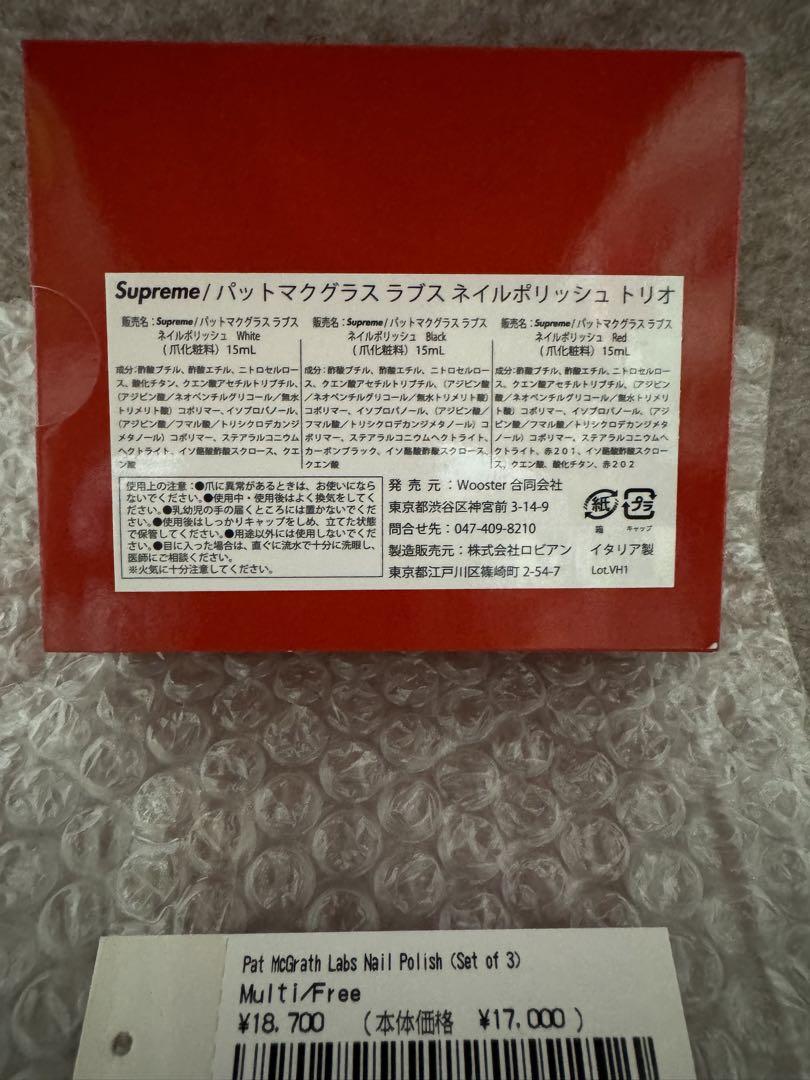 Supreme/ パットマクグラス ラブス ネイルポリッシュ トリオ
販売名：Supreme/パットマクグラス ラブス
ネイルポリッシュ White
（爪化粧料）15mL
成分：酢酸ブチル、酢酸エチル、ニトロセルロー
ス、酸化チタン、クエン酸アセチルトリブチル、
（アジピン酸／ネオペンチルグリコール／無水
トリメリト酸）コポリマー、イソプロパノール、
（アジピン酸／フマル酸／トリシクロデカンジ
メタノール）コポリマー、ステアラルコニウム
ヘクトライト、イソ酪酸酢酸スクロース、クエ
ン酸
販売名：Supreme/パットマクグラス ラブス
ネイルポリッシュ Black
（爪化粧料）15mL
成分：酢酸ブチル、酢酸エチル、ニトロセルロー
ス、クエン酸アセチルトリブチル、（アジピン酸
／ネオペンチルグリコール／無水トリメリト酸）
コポリマー、イソプロパノール、（アジピン酸／
フマル酸／トリシクロデカンジメタノール）コ
ポリマー、ステアラルコニウムヘクトライト、
カーボンブラック、イソ酪酸酢酸スクロース、
クエン酸
販売名：Supreme/パットマクグラス ラブス
ネイルポリッシュ Red
（爪化粧料）15mL
成分：酢酸ブチル、酢酸エチル、ニトロセルロー
ス、クエン酸アセチルトリブチル、（アジピン酸
／ネオペンチルグリコール／無水トリメリト
酸）コポリマー、イソプロパノール、（アジピン
酸／フマル酸／トリシクロデカンジメタノー
ル）コポリマー、ステアラルコニウムヘ
クトライト、赤２０１、イソ酪酸酢酸スクロー
ス、クエン酸、酸化チタン、赤２０２
使用上の注意：●爪に異常があるときは、お使いになら
ないでください。●使用中・使用後はよく換気をしてく
ださい。●乳幼児の手の届くところには置かないでくだ
さい。●使用後はしっかりキャップをしめ、立てた状態
で保管してください。●用途以外には使用しないでくだ
さい。●目に入った場合は、直ぐに流水で十分に洗眼し、
医師にご相談ください。
※火気に十分注意してください。
発 売 元：Wooster 合同会社
東京都渋谷区神宮前 3-14-9
問合せ先：047-409-8210
製造販売元：株式会社ロビアン イタリア製
東京都江戸川区篠崎町 2-54-7 Lot.VH1
紙 プラ
箱 キャップ
Pat McGrath Labs Nail Polish (Set of 3)
Multi/Free
¥18,700 （本体価格 ¥17,000 ）